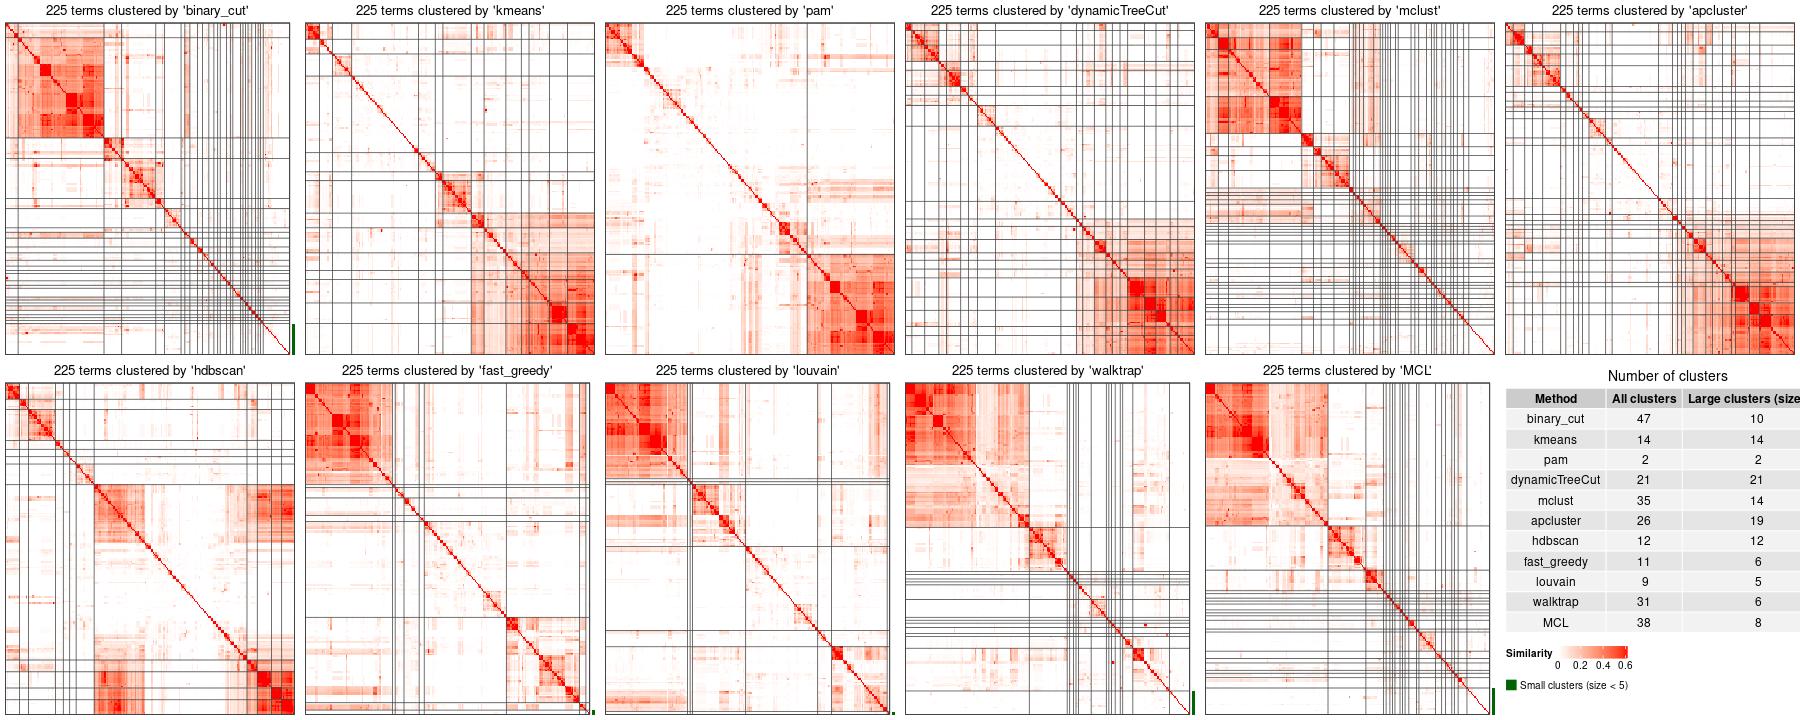 225 terms clustered by 'binary_cut'
225 terms clustered by 'kmeans'
225 terms clustered by 'pam'
225 terms clustered by 'dynamicTreeCut'
225 terms clustered by 'mclust'
225 terms clustered by 'apcluster'
225 terms clustered by 'hdbscan'
225 terms clustered by 'fast_greedy'
225 terms clustered by 'louvain'
225 terms clustered by 'walktrap'
225 terms clustered by 'MCL'
Number of clusters
Method All clusters Large clusters (size
binary_cut 47 10
kmeans 14 14
pam 2 2
dynamicTreeCut 21 21
mclust 35 14
apcluster 26 19
hdbscan 12 12
fast_greedy 11 6
louvain 9 5
walktrap 31 6
MCL 38 8
Similarity
0 0.2 0.4 0.6
Small clusters (size < 5)